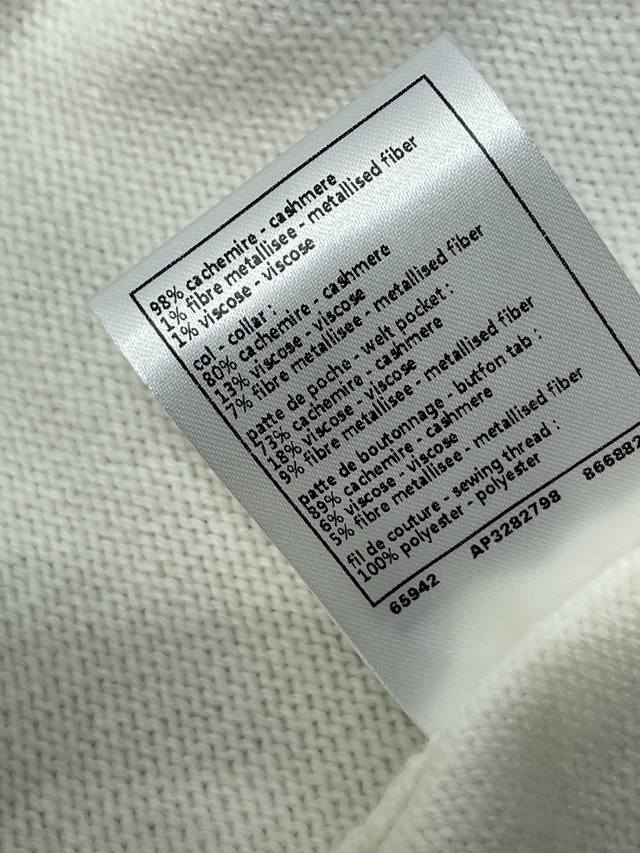 98% cachemire - cashmere
1% fibre metallisee - metallised fiber
1% viscose - viscose
col - collar :
80% cachemire - cashmere
13% viscose - viscose
7% fibre metallisee - metallised fiber
patte de poche - welt pocket :
73% cachemire - cashmere
18% viscose - viscose
9% fibre metallisee - metallised fiber
patte de boutonnage - button tab :
89% cachemire - cashmere
6% viscose - viscose
5% fibre metallisee - metallised fiber
fil de couture - sewing thread :
100% polyester - polyester
65942 AP3282798